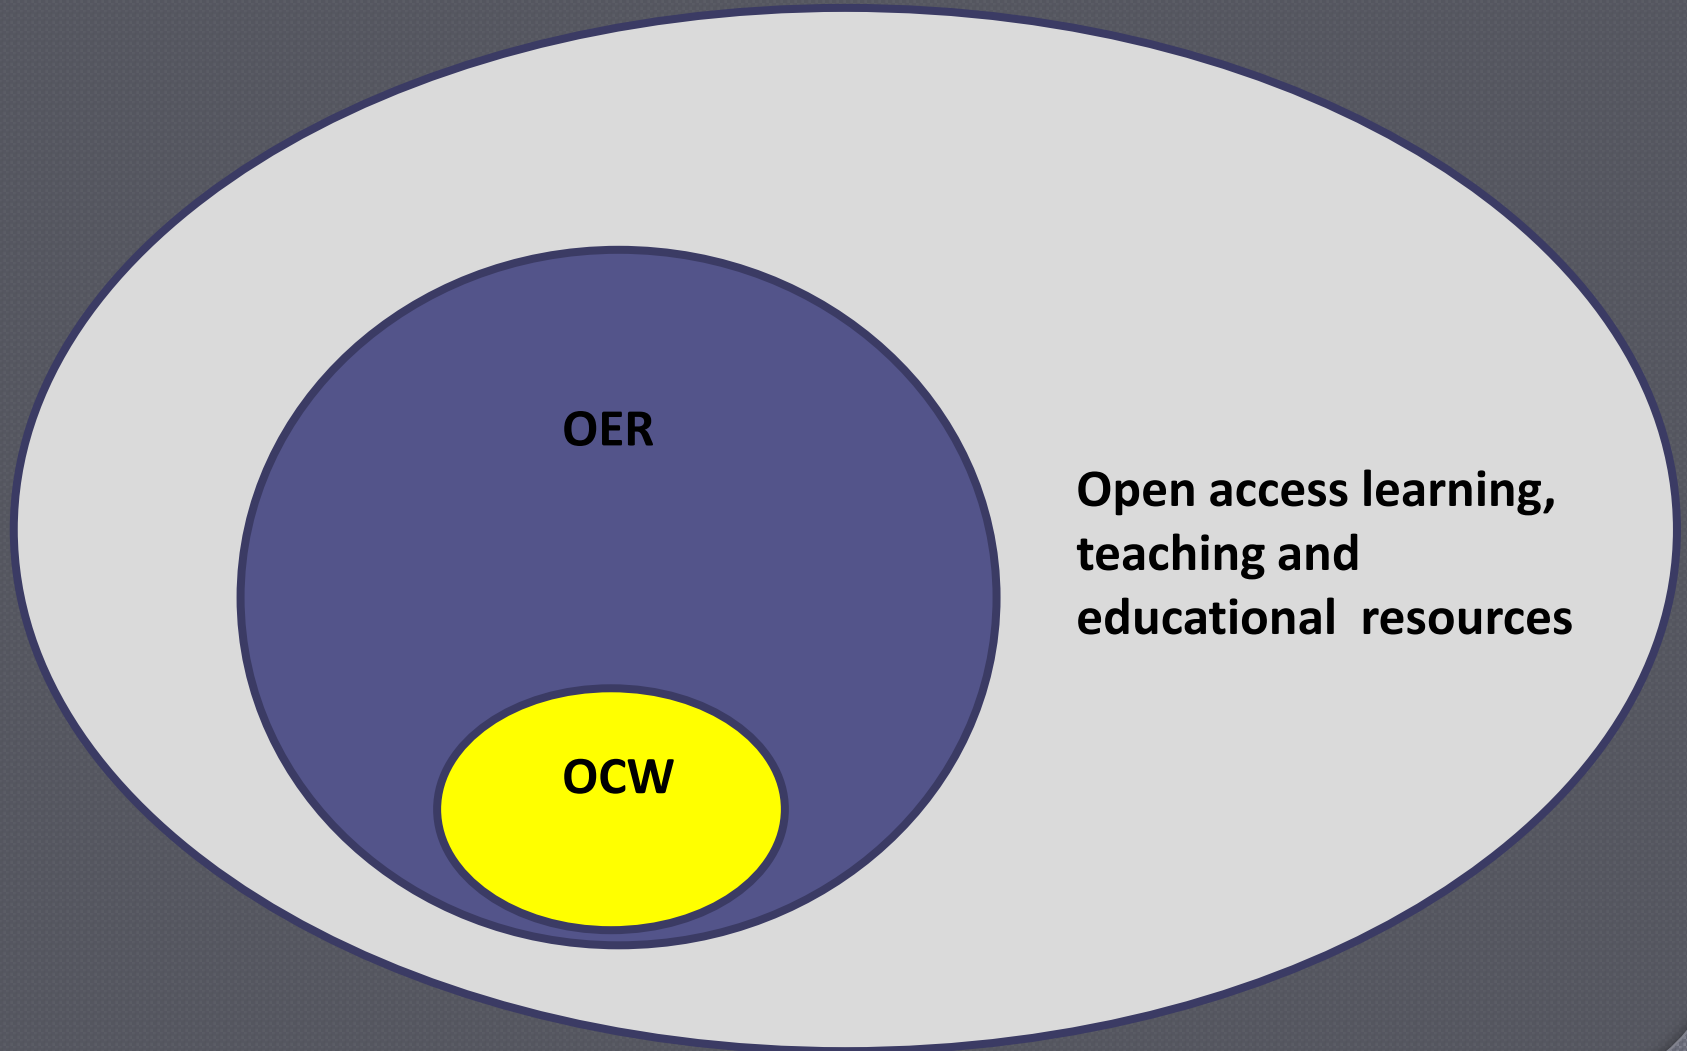 OER
Open access learning,
teaching and
educational  resources
OCW